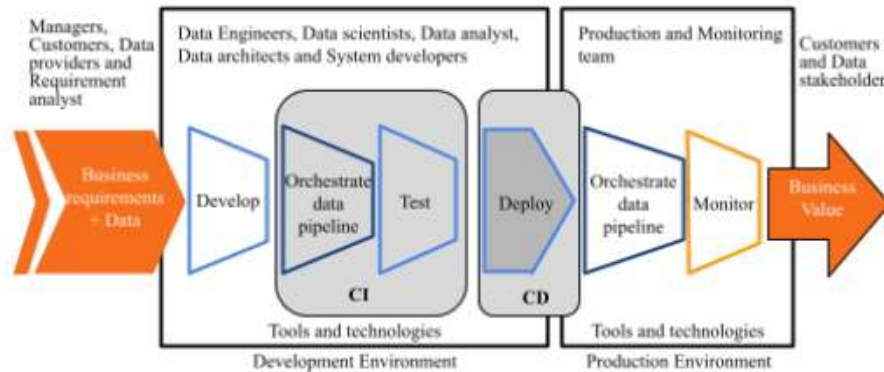 Managers,
Customers, Data
providers and
Requirement
analyst
Data Engineers, Data scientists, Data analyst,
Data architects and System developers
Production and Monitoring
team
Customers
and Data
stakeholder
Business
requirements
+ Data
Develop
Orchestrate
data
pipeline
Test
Deploy
Orchestrate
data
pipeline
Monitor
Business
Value
CI
CD
Tools and technologies
Tools and technologies
Development Environment
Production Environment